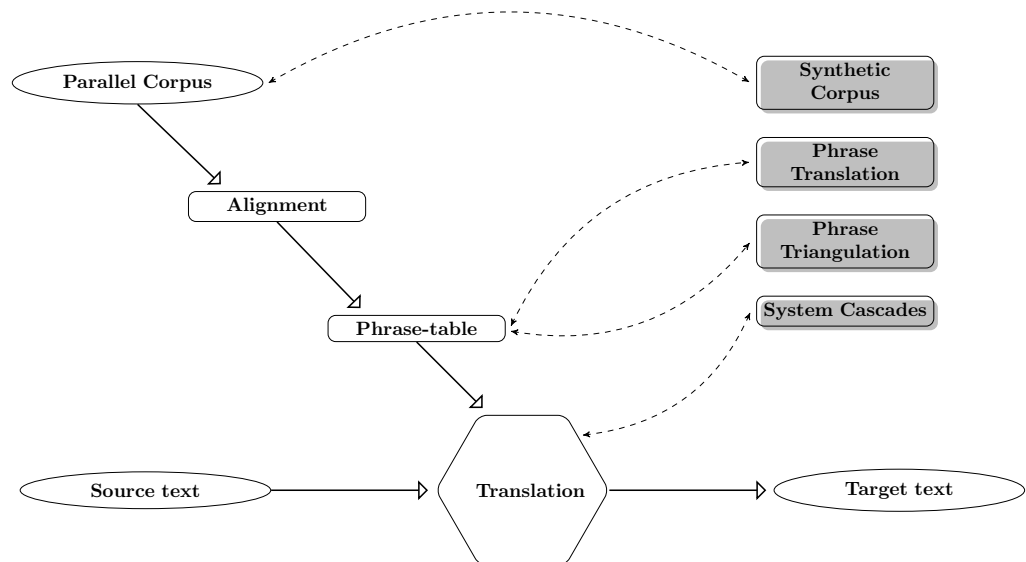 Parallel Corpus
Synthetic
Corpus
Phrase
Translation
Alignment
Phrase
Triangulation
System Cascades
Phrase-table
Source text
Translation
Target text